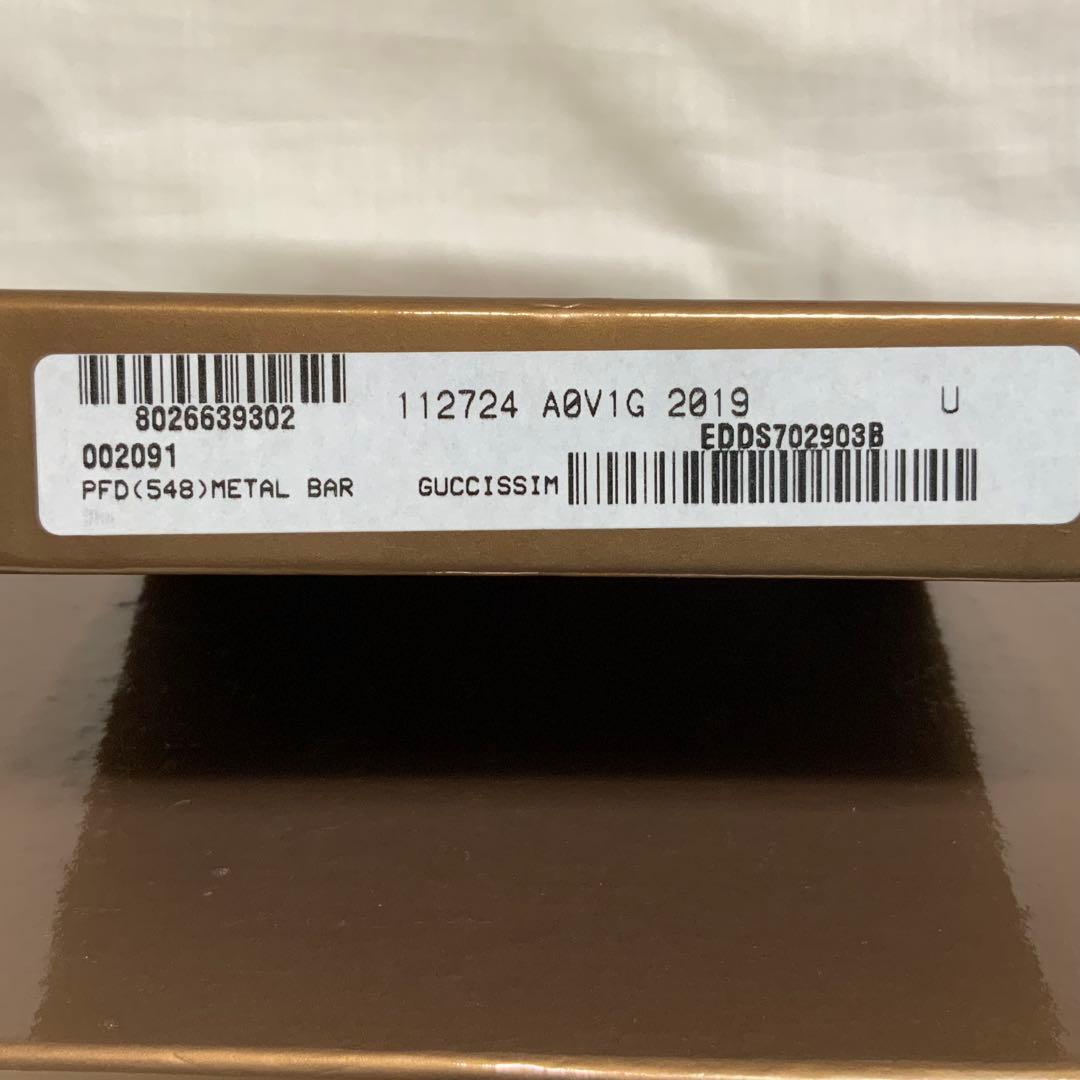 8026639302
112724 A0V1G 2019
U
EDDS702903B
002091
PFD(548)METAL BAR
GUCCISSIM